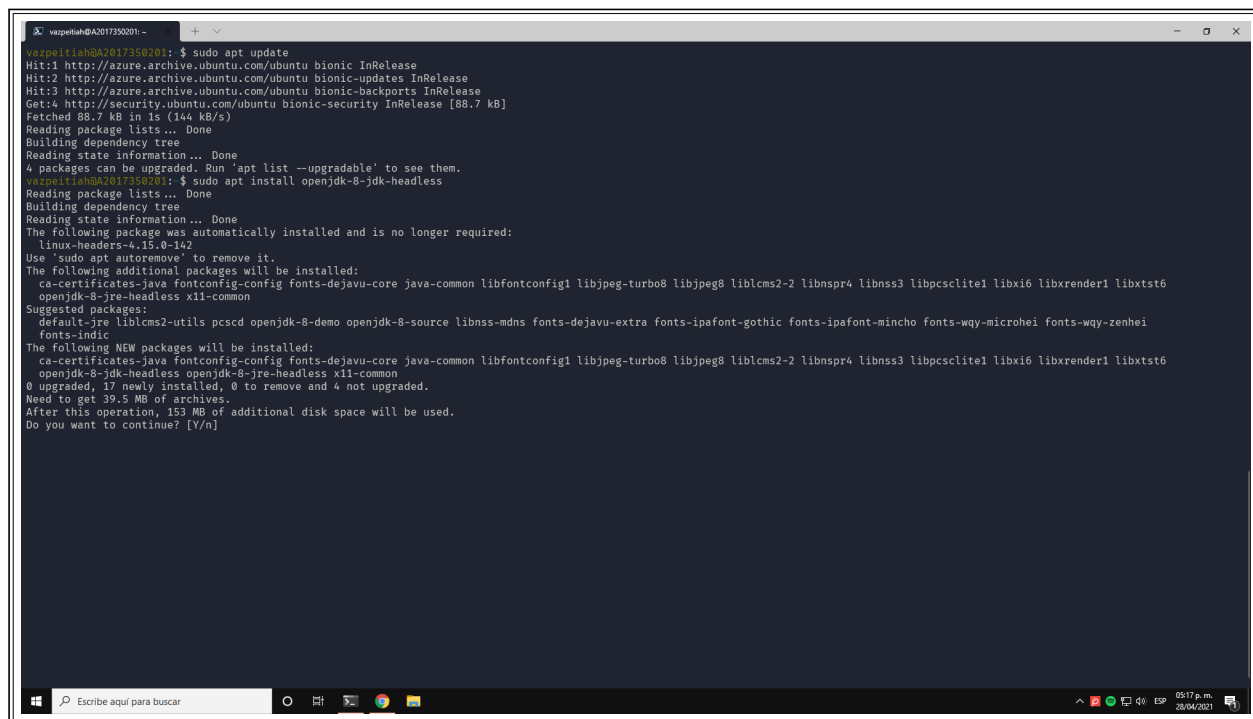 vazpeitiah@A2017350201: ~
vazpeitiah@A2017350201:~$ sudo apt update
Hit:1 http://azure.archive.ubuntu.com/ubuntu bionic InRelease
Hit:2 http://azure.archive.ubuntu.com/ubuntu bionic-updates InRelease
Hit:3 http://azure.archive.ubuntu.com/ubuntu bionic-backports InRelease
Get:4 http://security.ubuntu.com/ubuntu bionic-security InRelease [88.7 kB]
Fetched 88.7 kB in 1s (144 kB/s)
Reading package lists... Done
Building dependency tree
Reading state information... Done
4 packages can be upgraded. Run 'apt list --upgradable' to see them.
vazpeitiah@A2017350201:~$ sudo apt install openjdk-8-jdk-headless
Reading package lists... Done
Building dependency tree
Reading state information... Done
The following package was automatically installed and is no longer required:
linux-headers-4.15.0-142
Use 'sudo apt autoremove' to remove it.
The following additional packages will be installed:
ca-certificates-java fontconfig-config fonts-dejavu-core java-common libfontconfig1 libjpeg-turbo8 libjpeg8 liblcms2-2 libnspr4 libnss3 libpcsclite1 libxi6 libxrender1 libxtst6
openjdk-8-jre-headless x11-common
Suggested packages:
default-jre liblcms2-utils pcscd openjdk-8-demo openjdk-8-source libnss-mdns fonts-dejavu-extra fonts-ipafont-gothic fonts-ipafont-mincho fonts-wqy-microhei fonts-wqy-zenhei
fonts-indic
The following NEW packages will be installed:
ca-certificates-java fontconfig-config fonts-dejavu-core java-common libfontconfig1 libjpeg-turbo8 libjpeg8 liblcms2-2 libnspr4 libnss3 libpcsclite1 libxi6 libxrender1 libxtst6
openjdk-8-jdk-headless openjdk-8-jre-headless x11-common
0 upgraded, 17 newly installed, 0 to remove and 4 not upgraded.
Need to get 39.5 MB of archives.
After this operation, 153 MB of additional disk space will be used.
Do you want to continue? [Y/n]
Escribe aquí para buscar
ESP
05:17 p. m.
28/04/2021